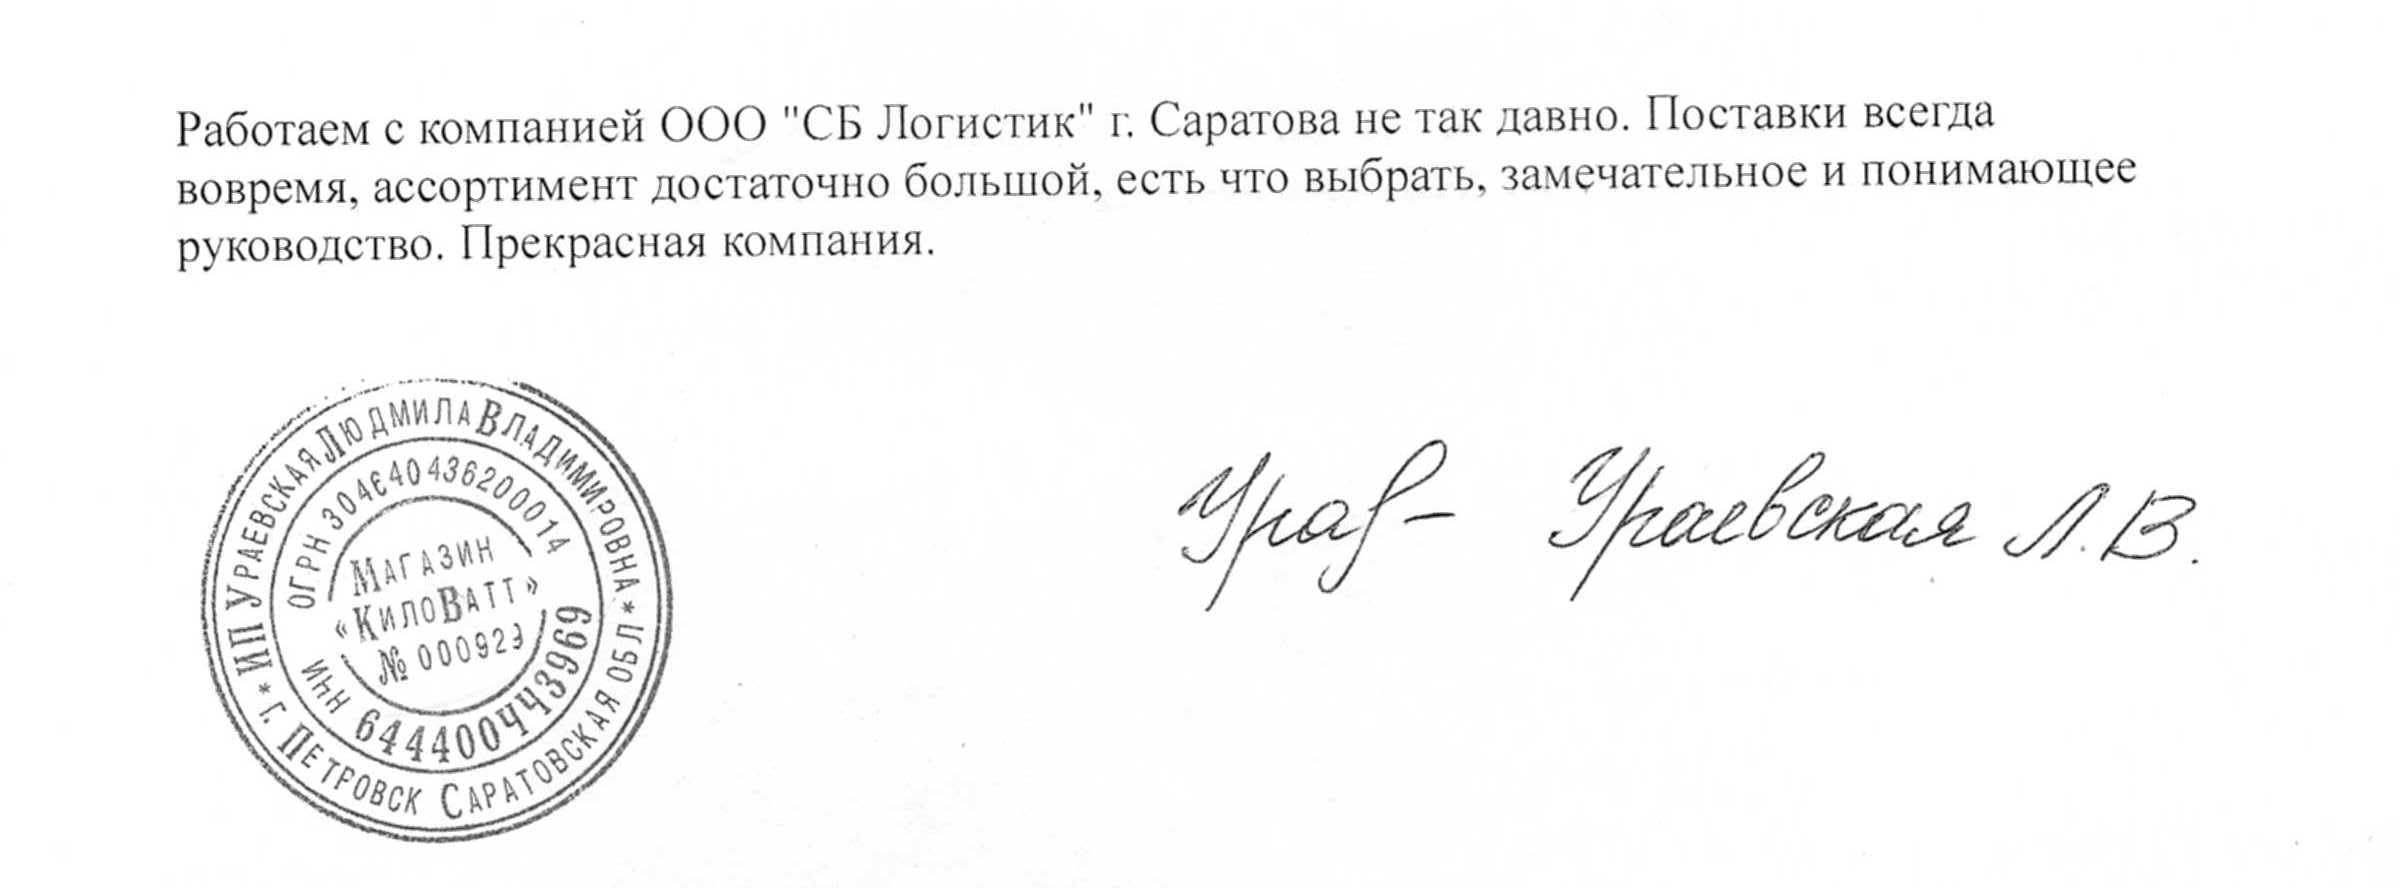 Работаем с компанией ООО "СБ Логистик" г. Саратова не так давно. Поставки всегда
вовремя, ассортимент достаточно большой, есть что выбрать, замечательное и понимающее
руководство. Прекрасная компания.
ИП Ураевская Людмила Владимировна *
* г. Петровск Саратовская обл
ОГРН 304640436200014
ИНН 644400443969
Магазин
«КилоВатт»
№ 000923
Ураевская Л.В.